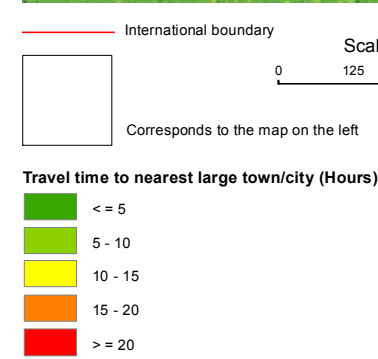 International boundary
Scal
0 125
Corresponds to the map on the left
Travel time to nearest large town/city (Hours)
< = 5
5 - 10
10 - 15
15 - 20
> = 20